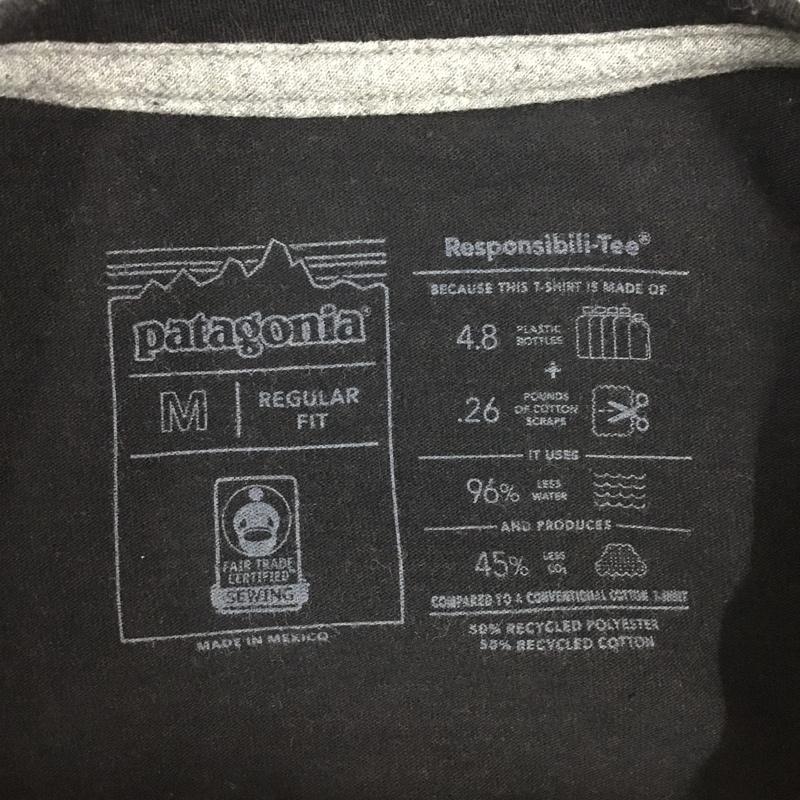 patagonia®
M
REGULAR
FIT
FAIR TRADE
CERTIFIED™
SEWING
MADE IN MEXICO
Responsibili-Tee®
BECAUSE THIS T-SHIRT IS MADE OF
4.8 PLASTIC
BOTTLES
+
.26 POUNDS
OF COTTON
SCRAPS
IT USES
96% LESS
WATER
AND PRODUCES
45% LESS
CO₂
COMPARED TO A CONVENTIONAL COTTON T-SHIRT
50% RECYCLED POLYESTER
50% RECYCLED COTTON